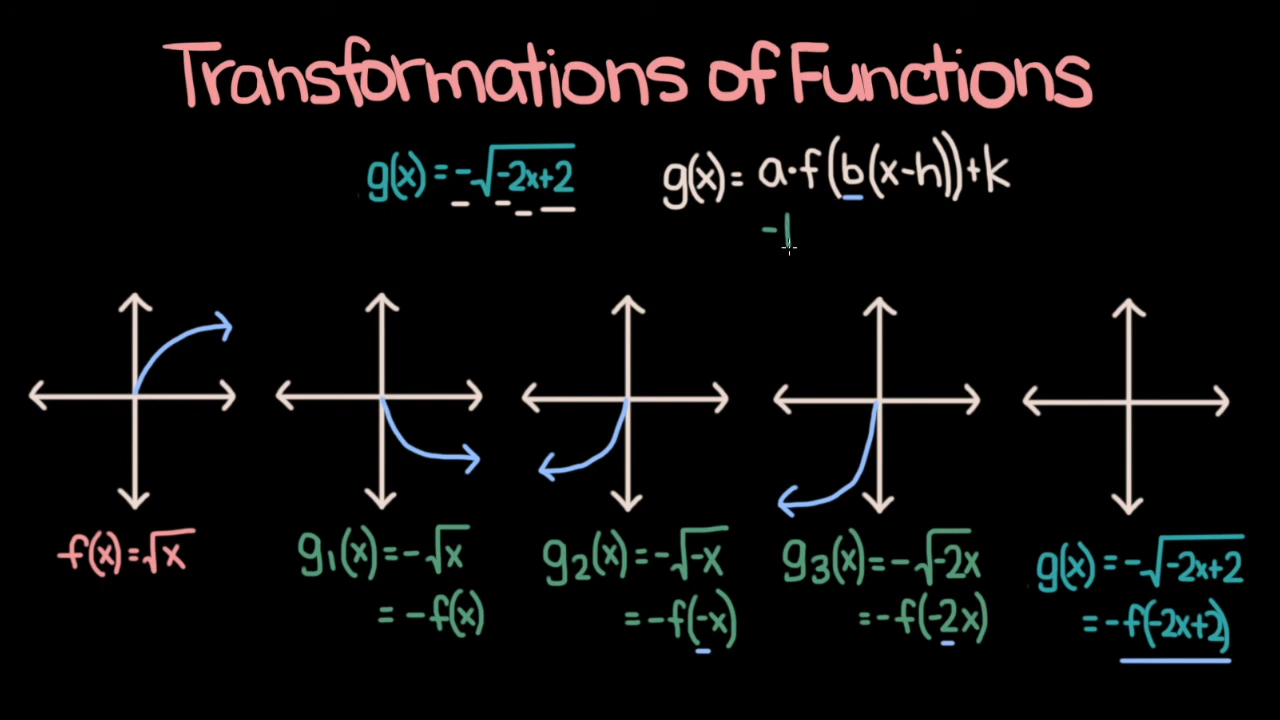 Transformations of Functions
g(x) = -√-2x+2
g(x) = a·f(b(x-h))+k
-1
f(x) = √x
g₁(x) = -√x
= -f(x)
g₂(x) = -√-x
= -f(-x)
g₃(x) = -√-2x
= -f(-2x)
g(x) = -√-2x+2
= -f(-2x+2)